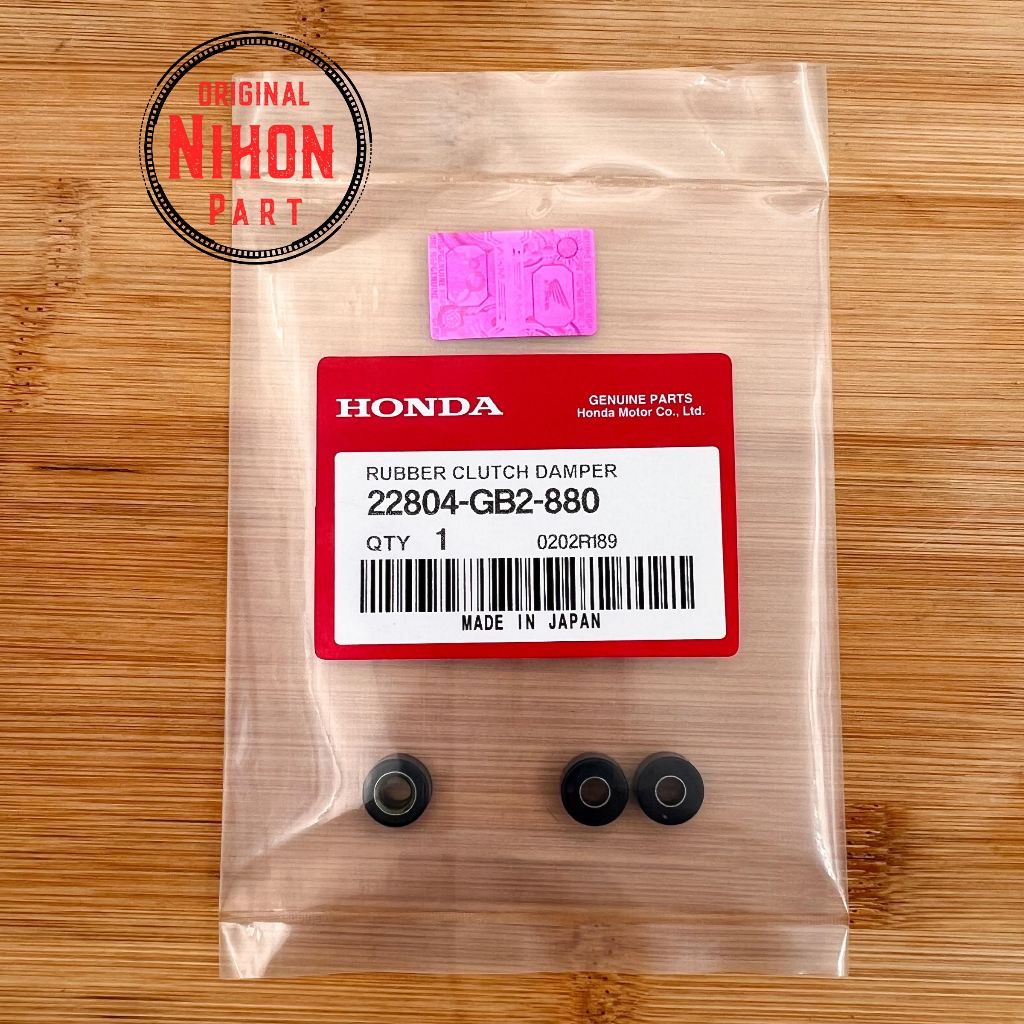 ORIGINAL
NIHON
PART
HONDA
GENUINE PARTS
Honda Motor Co., Ltd.
RUBBER CLUTCH DAMPER
22804-GB2-880
QTY 1 0202R189
MADE IN JAPAN